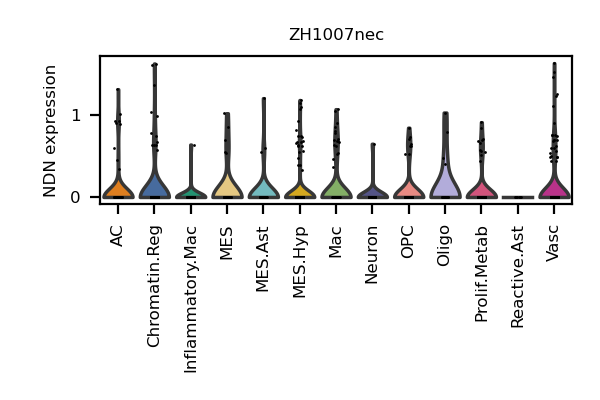 ZH1007nec
NDN expression
1
0
AC
Chromatin.Reg
Inflammatory.Mac
MES
MES.Ast
MES.Hyp
Mac
Neuron
OPC
Oligo
Prolif.Metab
Reactive.Ast
Vasc